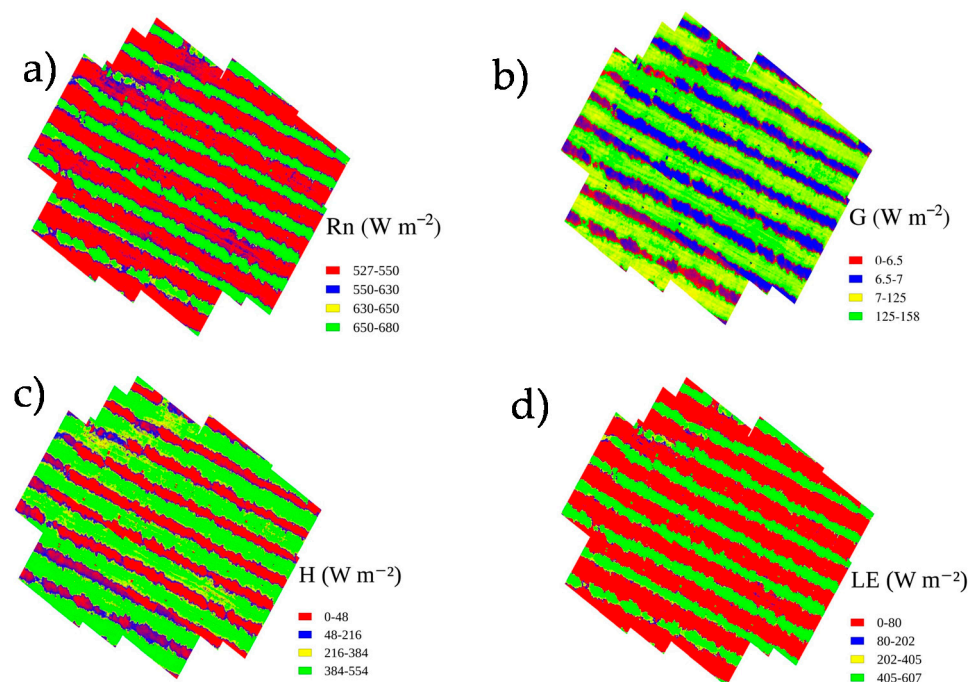 a)
Rn (W m⁻²)
527-550
550-630
630-650
650-680
b)
G (W m⁻²)
0-6.5
6.5-7
7-125
125-158
c)
H (W m⁻²)
0-48
48-216
216-384
384-554
d)
LE (W m⁻²)
0-80
80-202
202-405
405-607